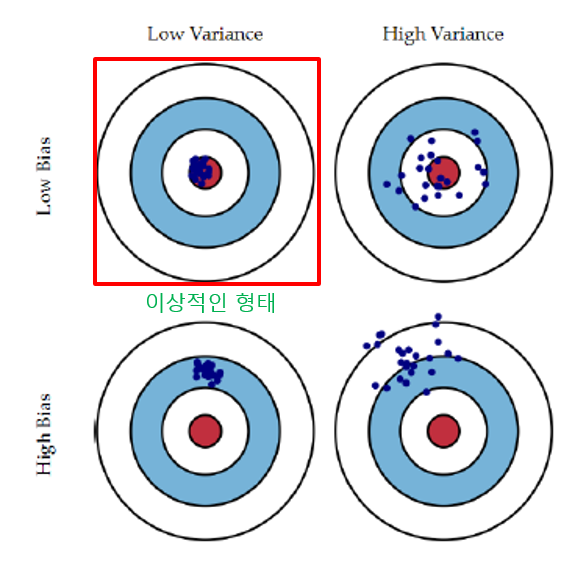 Low Variance
High Variance
Low Bias
이상적인 형태
High Bias